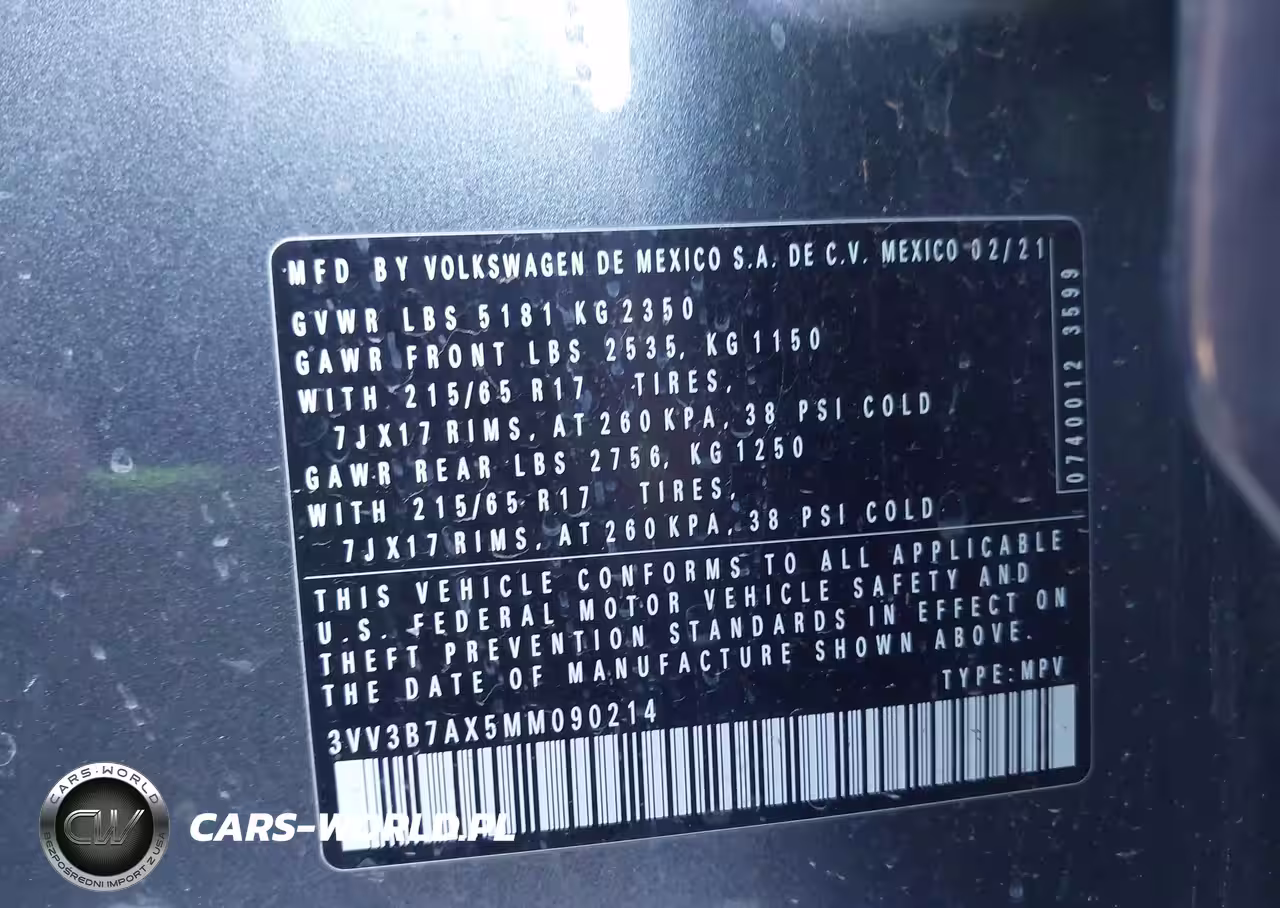 MFD BY VOLKSWAGEN DE MEXICO S.A. DE C.V. MEXICO 02/21
GVWR LBS 5181 KG 2350
GAWR FRONT LBS 2535, KG 1150
WITH 215/65 R17 TIRES,
7JX17 RIMS, AT 260 KPA, 38 PSI COLD
GAWR REAR LBS 2756, KG 1250
WITH 215/65 R17 TIRES,
7JX17 RIMS, AT 260 KPA, 38 PSI COLD
0740012 3599
THIS VEHICLE CONFORMS TO ALL APPLICABLE
U.S. FEDERAL MOTOR VEHICLE SAFETY AND
THEFT PREVENTION STANDARDS IN EFFECT ON
THE DATE OF MANUFACTURE SHOWN ABOVE.
TYPE: MPV
3VV3B7AX5MM090214
CARS-WORLD
CW
BEZPOŚREDNI IMPORT Z USA
CARS-WORLD.PL